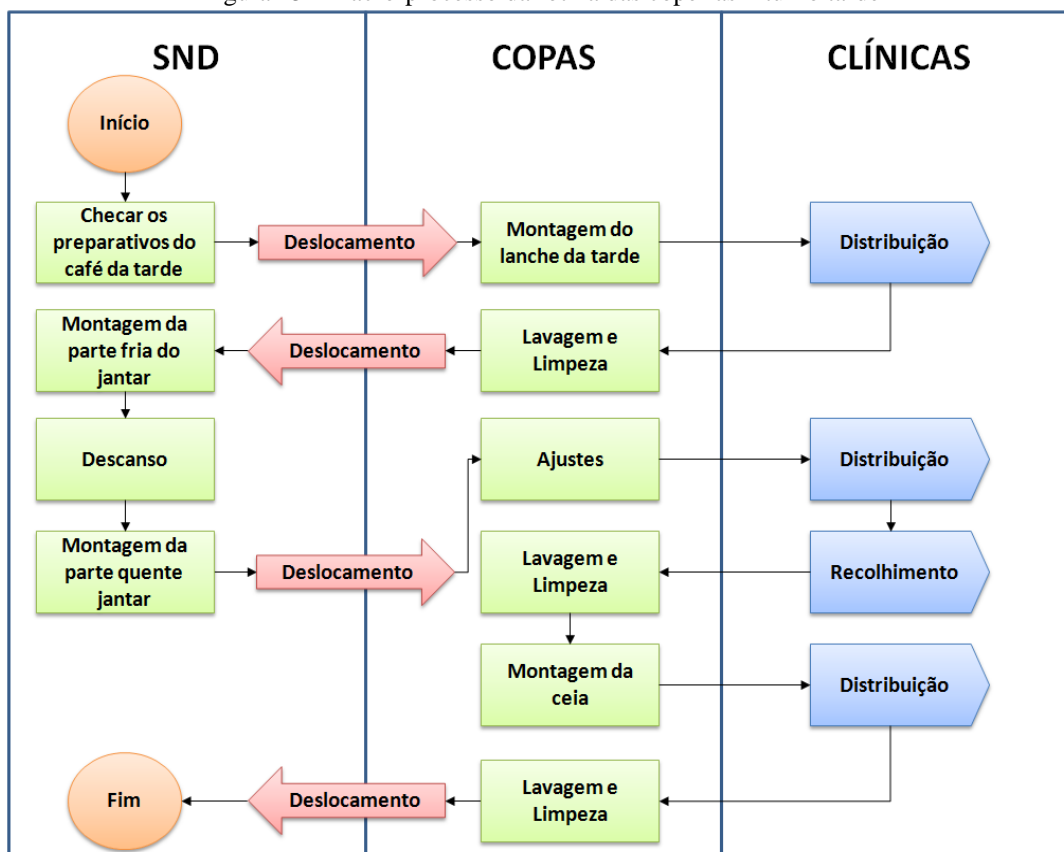 SND COPAS CLÍNICAS
Início
Checar os
preparativos do
café da tarde
Deslocamento
Montagem do
lanche da tarde
Distribuição
Montagem da
parte fria do
jantar
Deslocamento
Lavagem e
Limpeza
Descanso
Ajustes
Distribuição
Montagem da
parte quente
jantar
Deslocamento
Lavagem e
Limpeza
Recolhimento
Montagem da
ceia
Distribuição
Fim
Deslocamento
Lavagem e
Limpeza